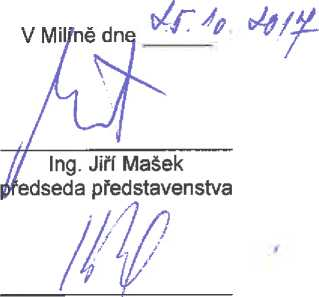 V Milíně dne 25.10.2017
Ing. Jiří Mašek
předseda představenstva